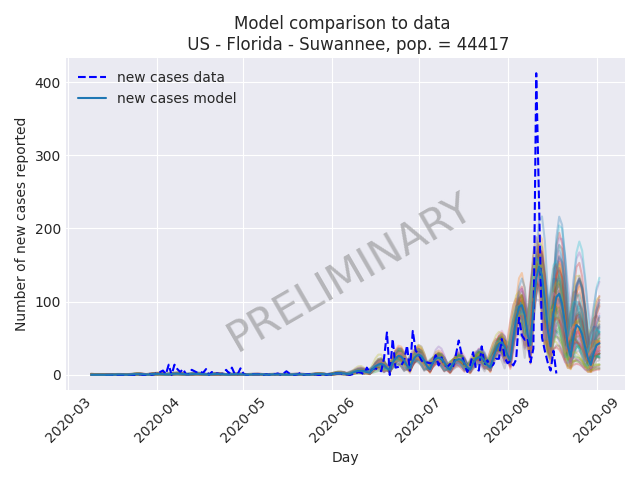 Model comparison to data
US - Florida - Suwannee, pop. = 44417
new cases data
new cases model
Number of new cases reported
400
300
200
100
0
PRELIMINARY
2020-03
2020-04
2020-05
2020-06
2020-07
2020-08
2020-09
Day